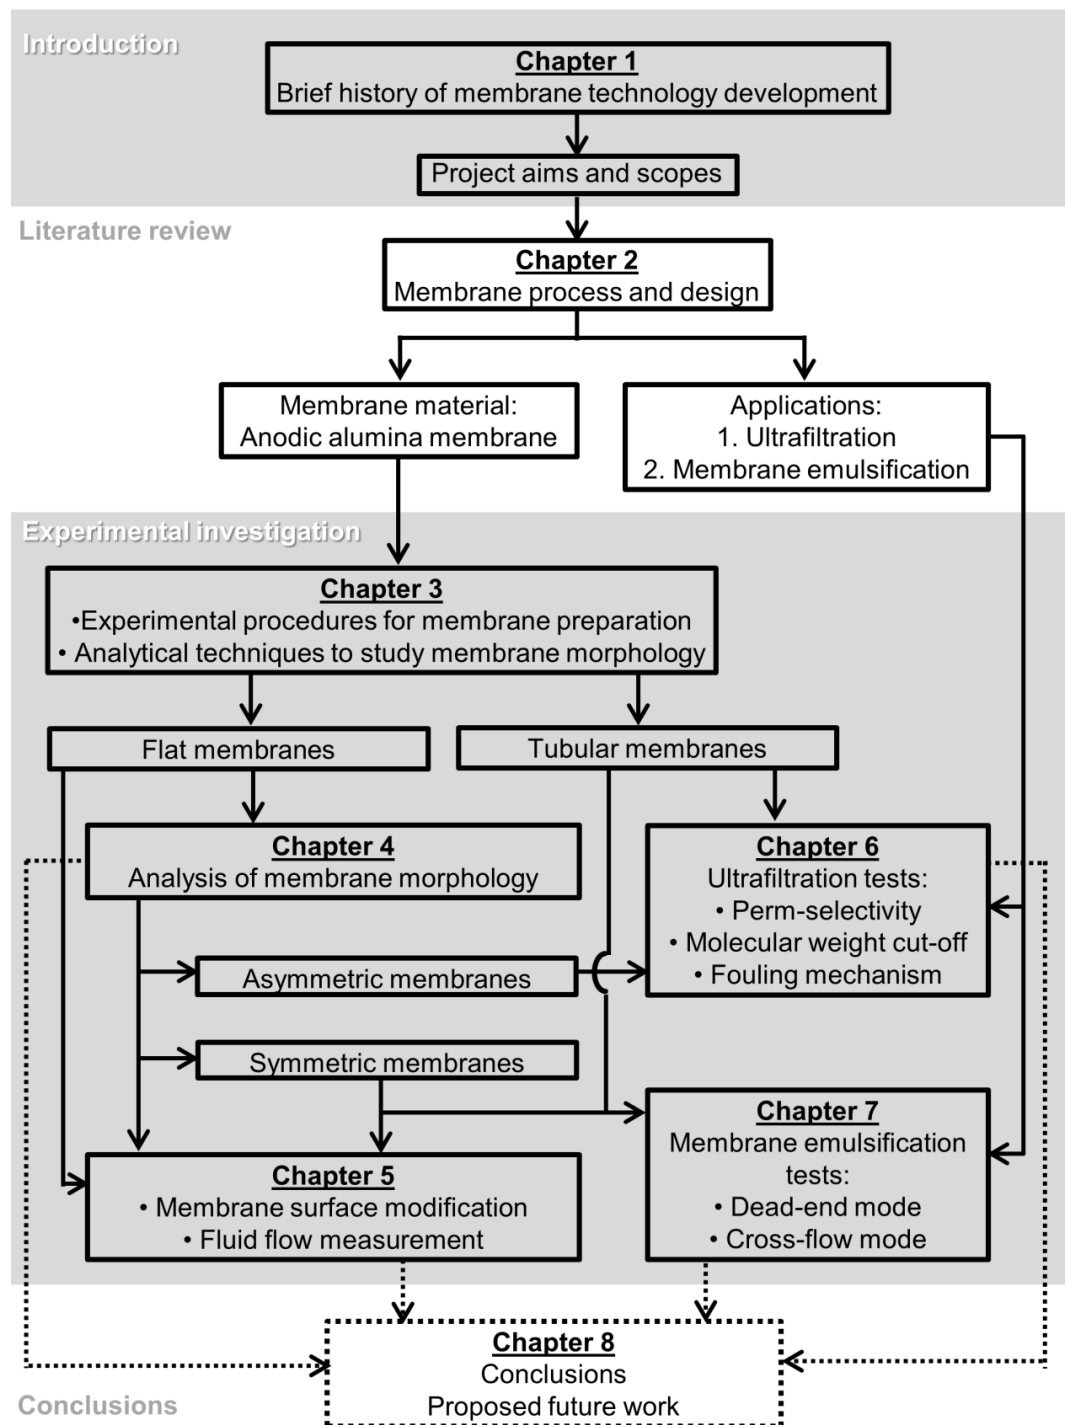 Introduction
Chapter 1
Brief history of membrane technology development
Project aims and scopes
Literature review
Chapter 2
Membrane process and design
Membrane material:
Anodic alumina membrane
Applications:
1. Ultrafiltration
2. Membrane emulsification
Experimental investigation
Chapter 3
•Experimental procedures for membrane preparation
• Analytical techniques to study membrane morphology
Flat membranes
Tubular membranes
Chapter 4
Analysis of membrane morphology
Chapter 6
Ultrafiltration tests:
• Perm-selectivity
• Molecular weight cut-off
• Fouling mechanism
Asymmetric membranes
Symmetric membranes
Chapter 7
Membrane emulsification
tests:
• Dead-end mode
• Cross-flow mode
Chapter 5
• Membrane surface modification
• Fluid flow measurement
Chapter 8
Conclusions
Proposed future work
Conclusions